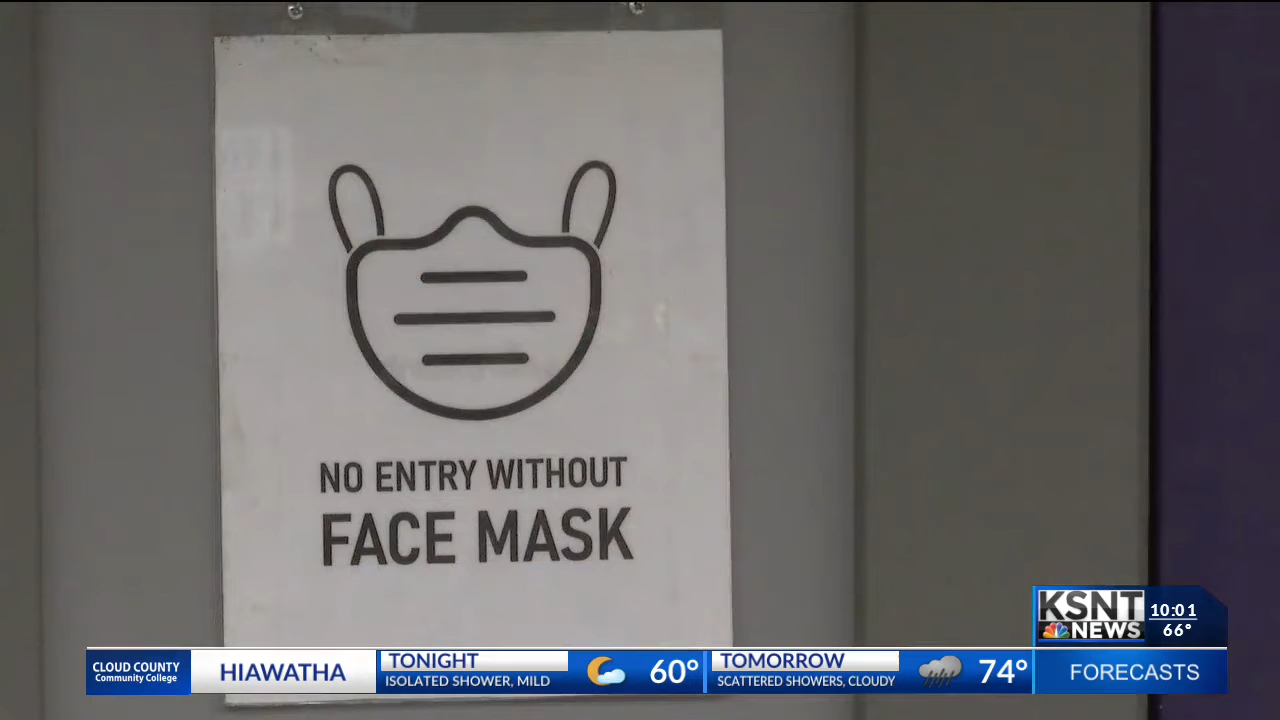 NO ENTRY WITHOUT
FACE MASK
KSNT
NEWS
10:01
66°
CLOUD COUNTY
Community College
HIAWATHA
TONIGHT
ISOLATED SHOWER, MILD
60°
TOMORROW
SCATTERED SHOWERS, CLOUDY
74°
FORECASTS